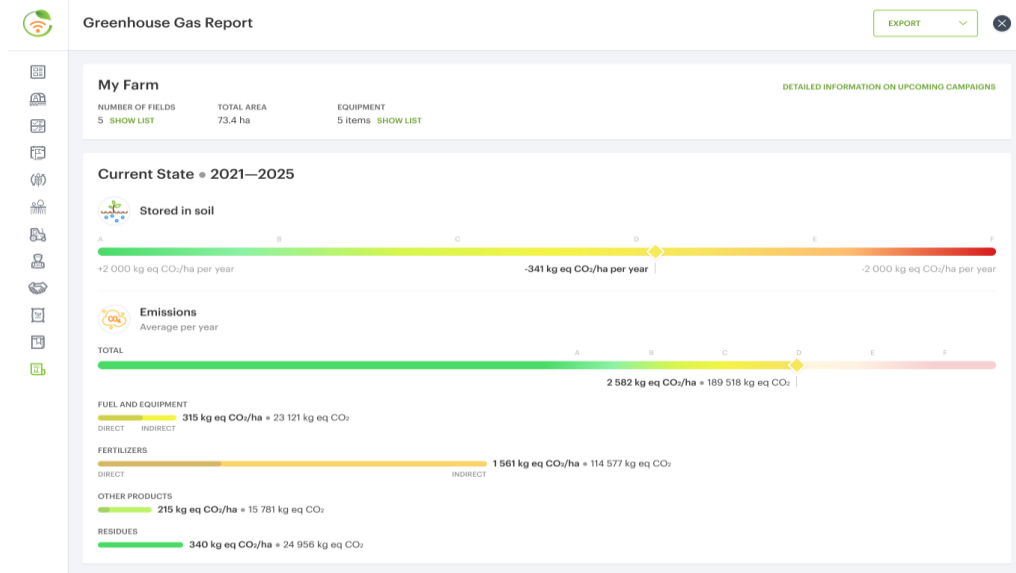 Greenhouse Gas Report
EXPORT
My Farm
DETAILED INFORMATION ON UPCOMING CAMPAIGNS
NUMBER OF FIELDS TOTAL AREA EQUIPMENT
5 SHOW LIST 73.4 ha 5 items SHOW LIST
Current State • 2021—2025
Stored in soil
A B C D E F
+2 000 kg eq CO₂/ha per year -341 kg eq CO₂/ha per year -2 000 kg eq CO₂/ha per year
Emissions
Average per year
TOTAL
A B C D E F
2 582 kg eq CO₂/ha • 189 518 kg eq CO₂
FUEL AND EQUIPMENT
315 kg eq CO₂/ha • 23 121 kg eq CO₂
DIRECT INDIRECT
FERTILIZERS
1 561 kg eq CO₂/ha • 114 577 kg eq CO₂
DIRECT INDIRECT
OTHER PRODUCTS
215 kg eq CO₂/ha • 15 781 kg eq CO₂
RESIDUES
340 kg eq CO₂/ha • 24 956 kg eq CO₂